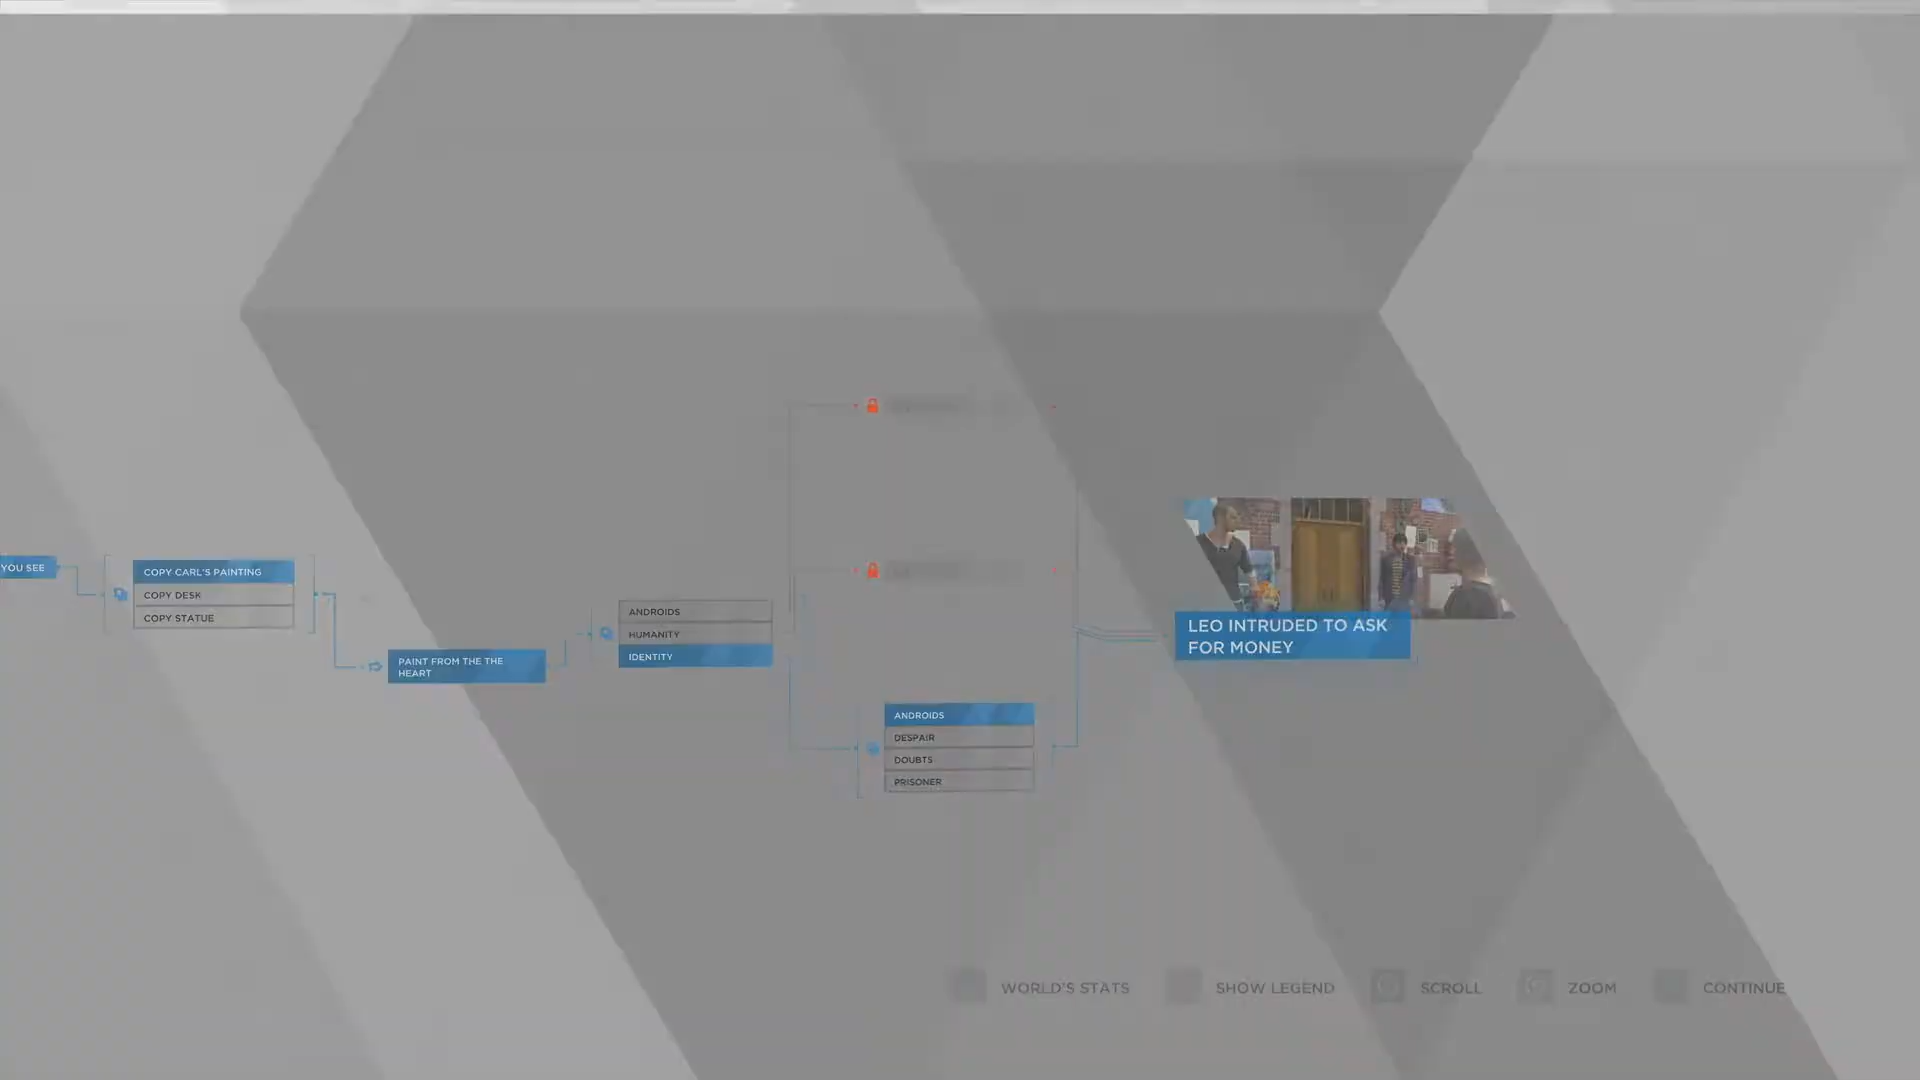 YOU SEE
COPY CARL'S PAINTING
COPY DESK
COPY STATUE
PAINT FROM THE THE
HEART
ANDROIDS
HUMANITY
IDENTITY
ANDROIDS
DESPAIR
DOUBTS
PRISONER
LEO INTRUDED TO ASK
FOR MONEY
WORLD'S STATS
SHOW LEGEND
SCROLL
ZOOM
CONTINUE